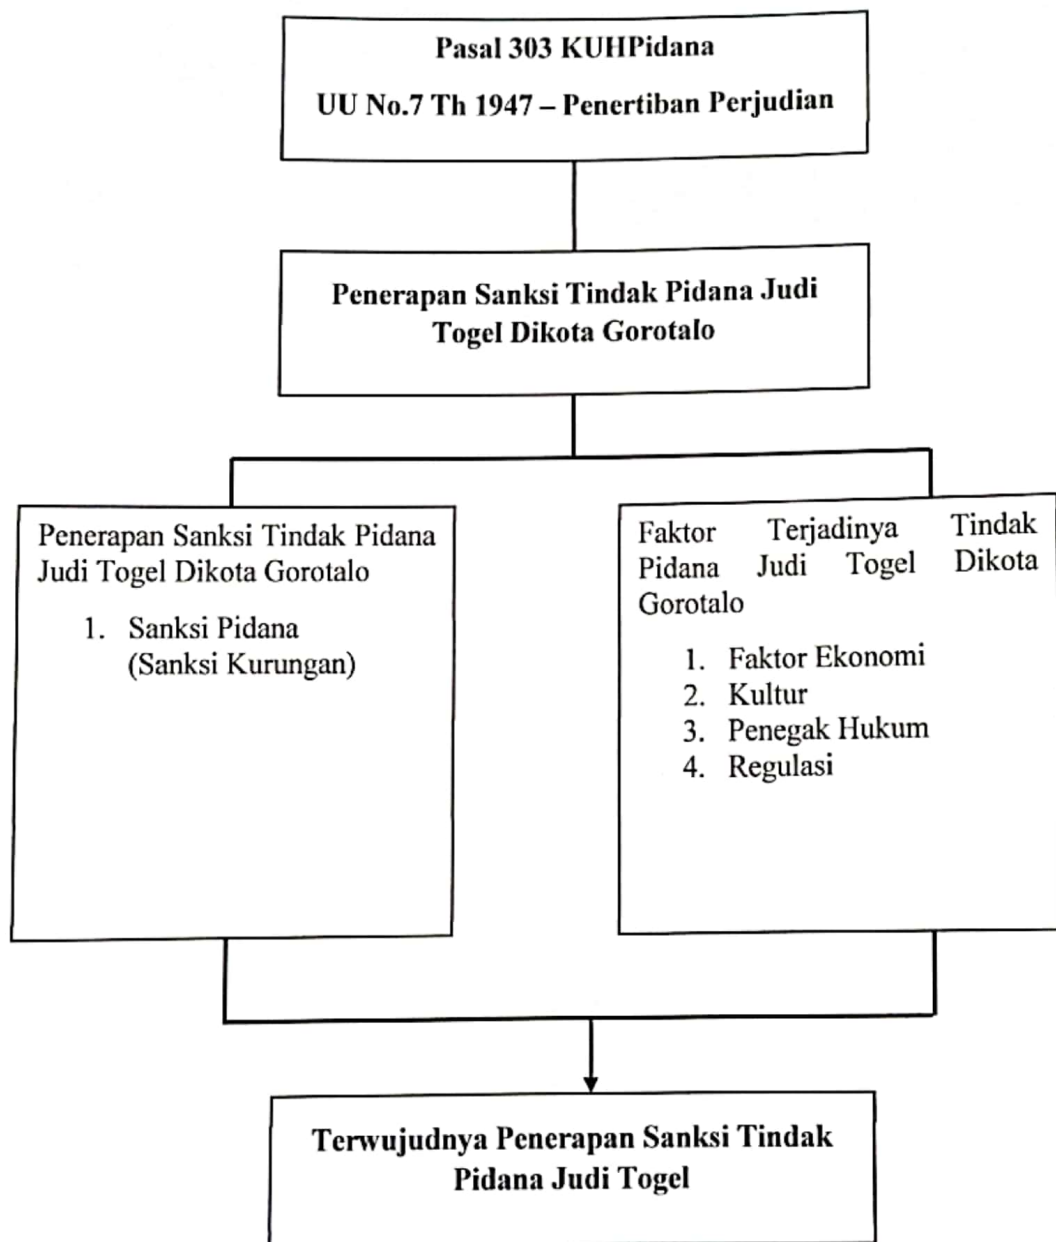 Pasal 303 KUHPidana
UU No.7 Th 1947 – Penertiban Perjudian
Penerapan Sanksi Tindak Pidana Judi
Togel Dikota Gorotalo
Penerapan Sanksi Tindak Pidana
Judi Togel Dikota Gorotalo
1. Sanksi Pidana
(Sanksi Kurungan)
Faktor Terjadinya Tindak
Pidana Judi Togel Dikota
Gorotalo
1. Faktor Ekonomi
2. Kultur
3. Penegak Hukum
4. Regulasi
Terwujudnya Penerapan Sanksi Tindak
Pidana Judi Togel